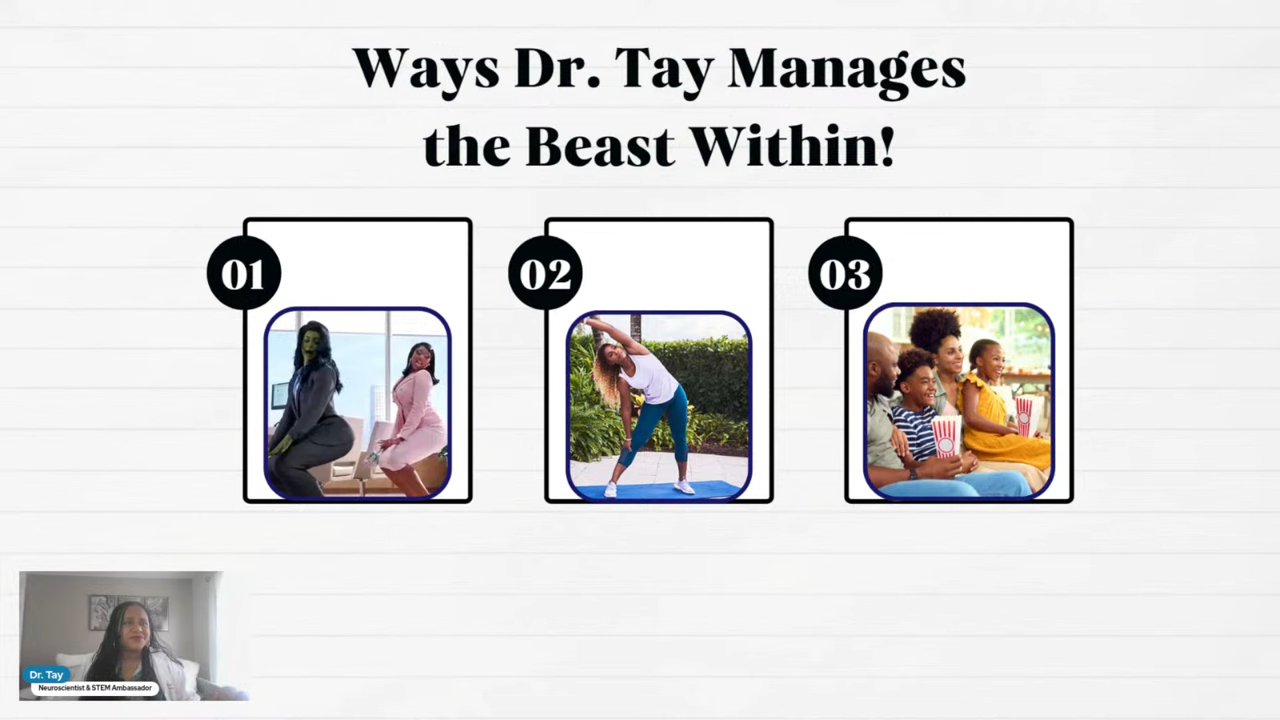 Ways Dr. Tay Manages
the Beast Within!
01
02
03
Dr. Tay
Neuroscientist & STEM Ambassador